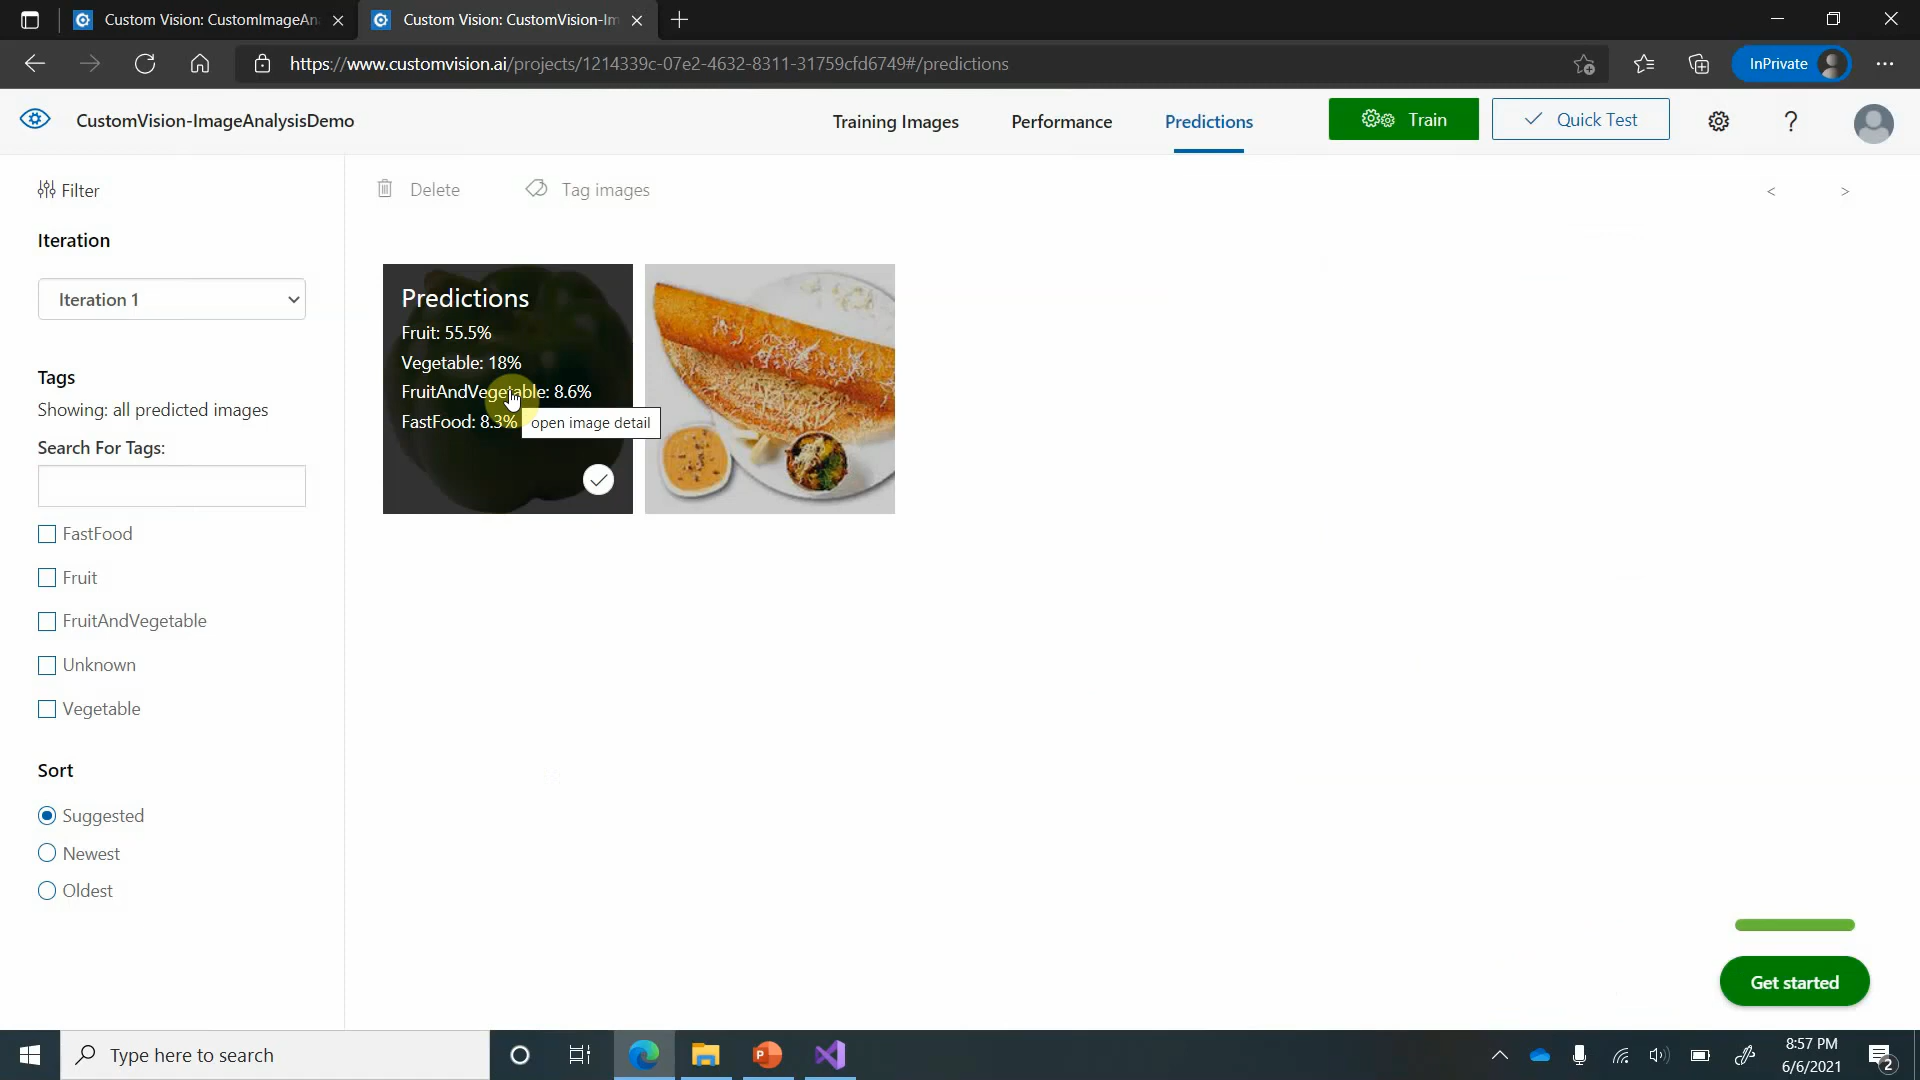 Custom Vision: CustomImageAn
Custom Vision: CustomVision-Im
https://www.customvision.ai/projects/1214339c-07e2-4632-8311-31759cfd6749#/predictions
InPrivate
CustomVision-ImageAnalysisDemo
Training Images
Performance
Predictions
Train
Quick Test
?
Filter
Delete
Tag images
<
>
Iteration
Iteration 1
Tags
Showing: all predicted images
Search For Tags:
FastFood
Fruit
FruitAndVegetable
Unknown
Vegetable
Sort
Suggested
Newest
Oldest
Predictions
Fruit: 55.5%
Vegetable: 18%
FruitAndVegetable: 8.6%
FastFood: 8.3%
open image detail
Get started
Type here to search
8:57 PM
6/6/2021
2